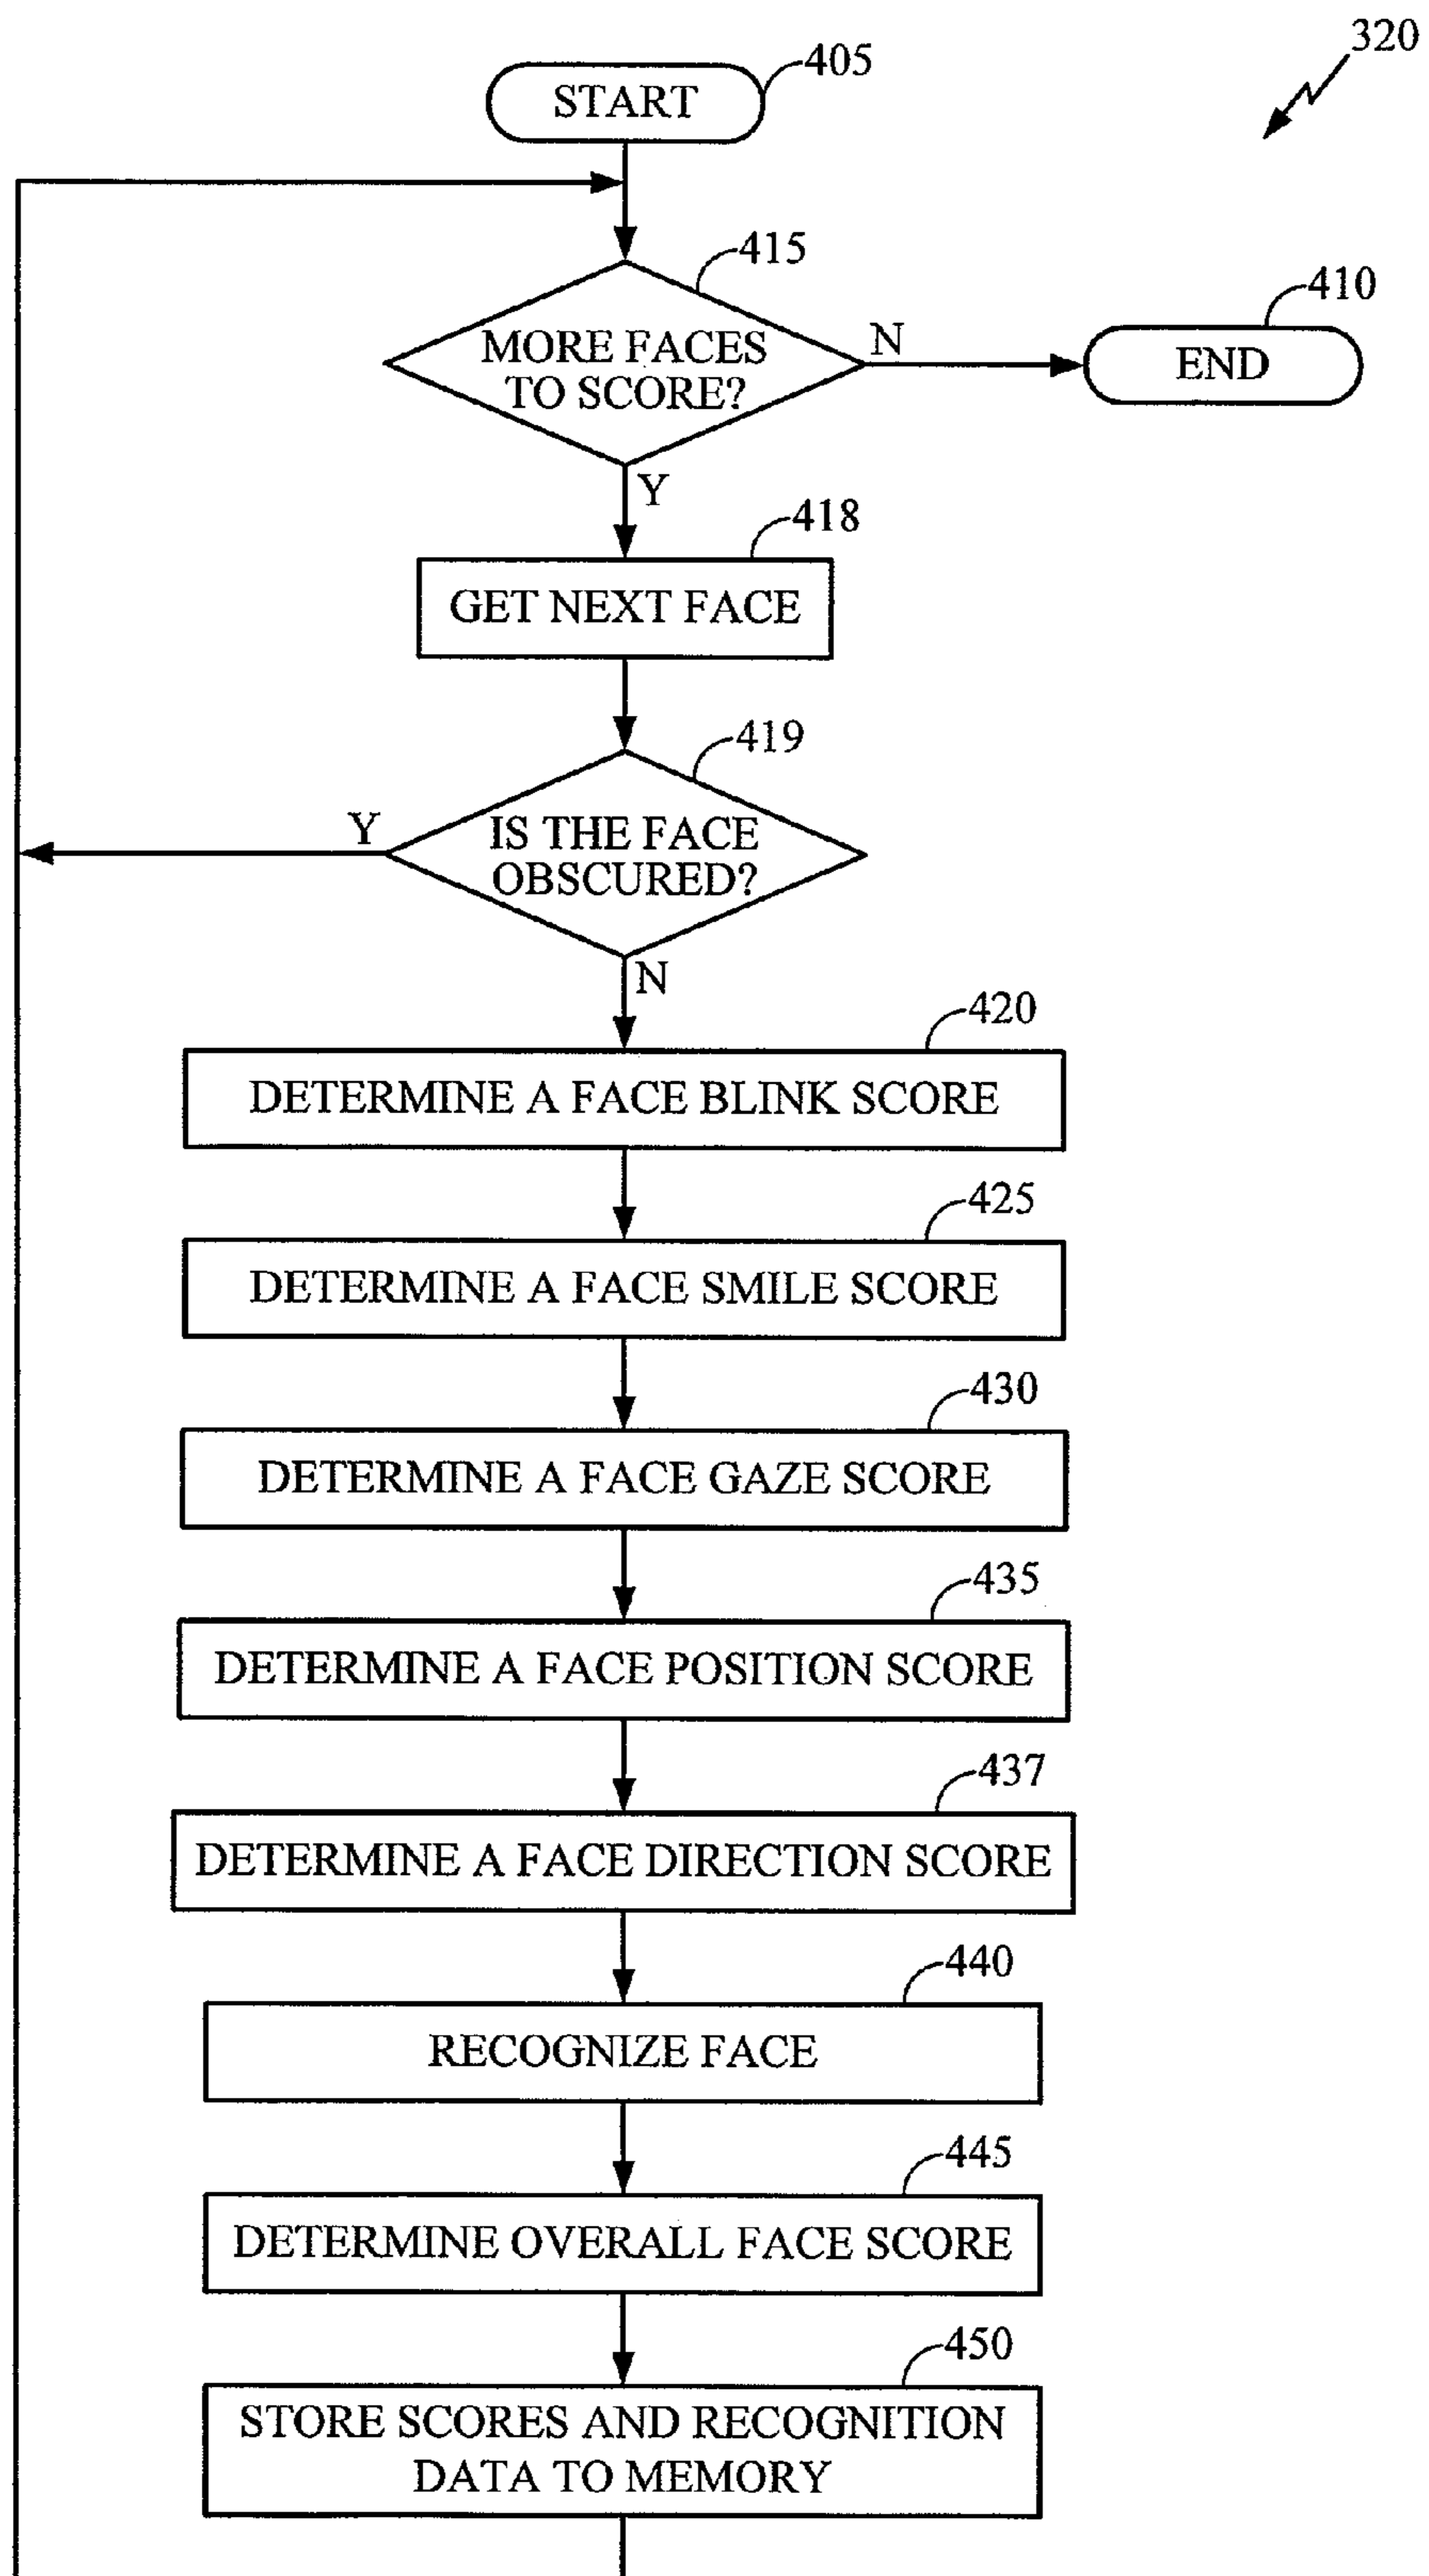 320
405
START
415
MORE FACES
TO SCORE?
N
410
END
Y
418
GET NEXT FACE
419
Y
IS THE FACE
OBSCURED?
N
420
DETERMINE A FACE BLINK SCORE
425
DETERMINE A FACE SMILE SCORE
430
DETERMINE A FACE GAZE SCORE
435
DETERMINE A FACE POSITION SCORE
437
DETERMINE A FACE DIRECTION SCORE
440
RECOGNIZE FACE
445
DETERMINE OVERALL FACE SCORE
450
STORE SCORES AND RECOGNITION
DATA TO MEMORY